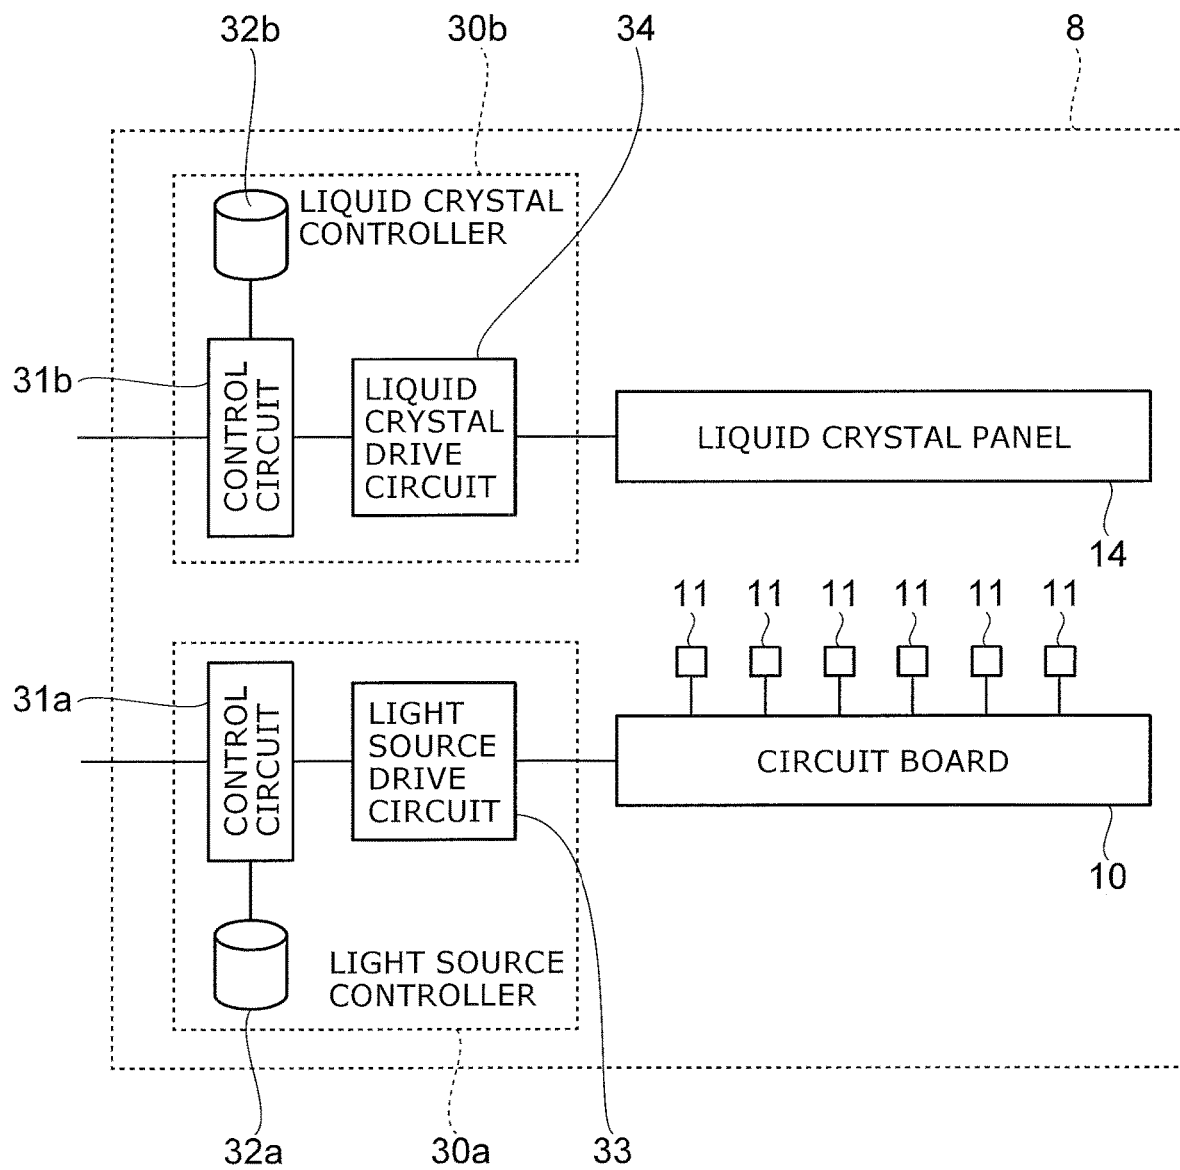 32b 30b 34 8
LIQUID CRYSTAL
CONTROLLER
31b
CONTROL
CIRCUIT
LIQUID
CRYSTAL
DRIVE
CIRCUIT
LIQUID CRYSTAL PANEL
14
11 11 11 11 11 11
31a
CONTROL
CIRCUIT
LIGHT
SOURCE
DRIVE
CIRCUIT
CIRCUIT BOARD
10
LIGHT SOURCE
CONTROLLER
32a 30a 33